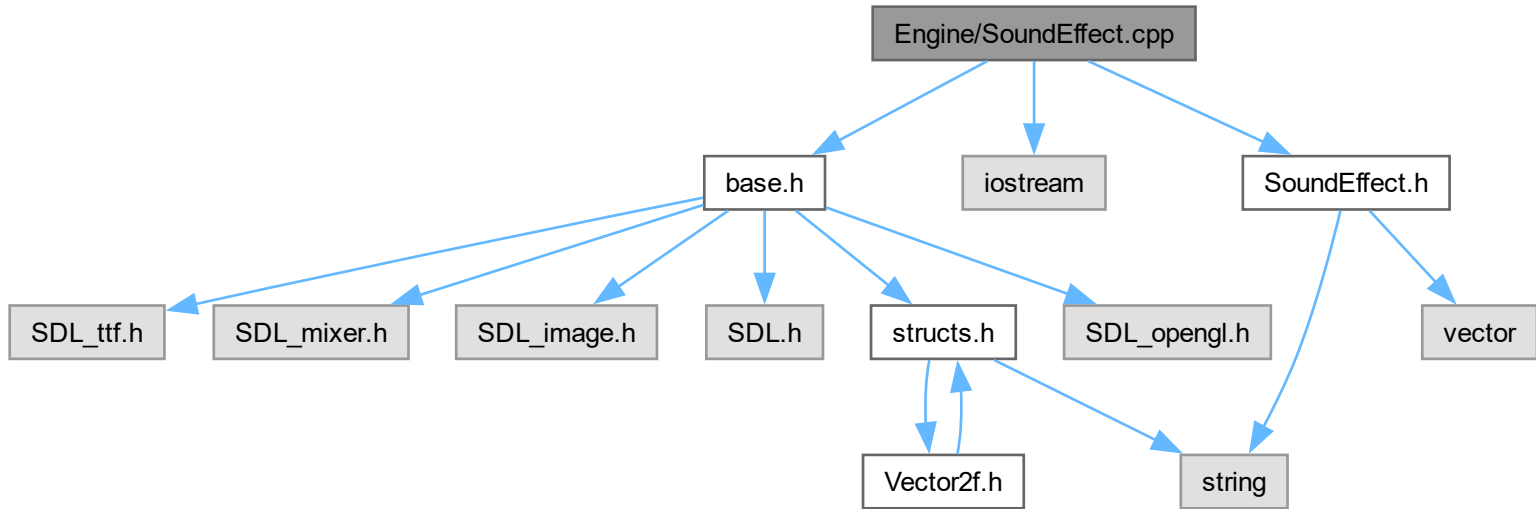 Engine/SoundEffect.cpp
base.h
iostream
SoundEffect.h
SDL_ttf.h
SDL_mixer.h
SDL_image.h
SDL.h
structs.h
SDL_opengl.h
vector
Vector2f.h
string